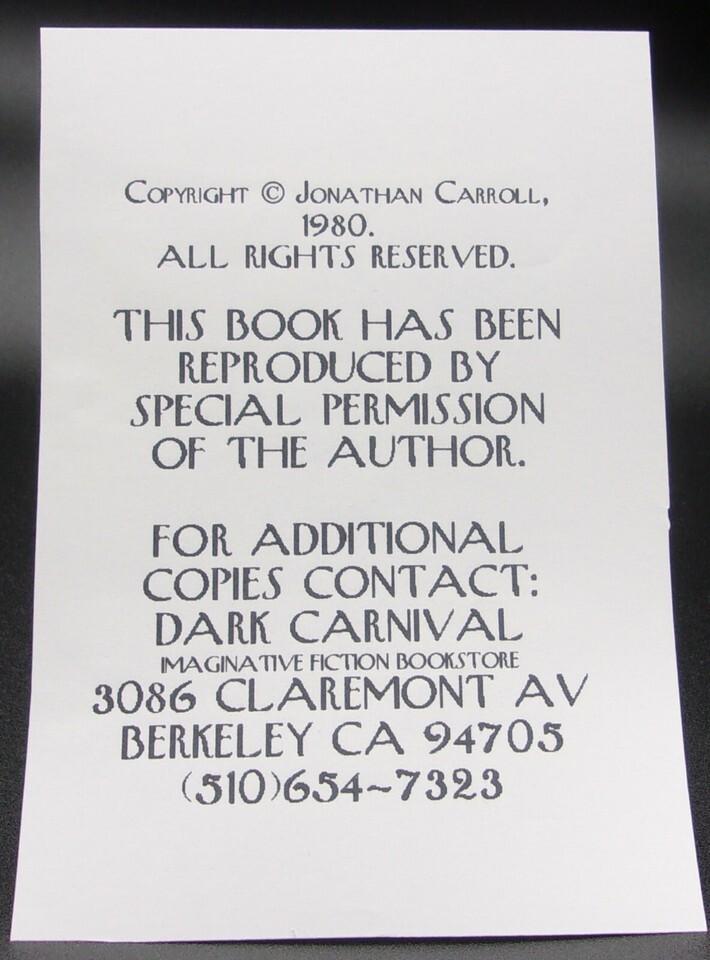 Copyright © Jonathan Carroll,
1980.
ALL RIGHTS RESERVED.
THIS BOOK HAS BEEN
REPRODUCED BY
SPECIAL PERMISSION
OF THE AUTHOR.
FOR ADDITIONAL
COPIES CONTACT:
DARK CARNIVAL
IMAGINATIVE FICTION BOOKSTORE
3086 CLAREMONT AV
BERKELEY CA 94705
(510)654~7323